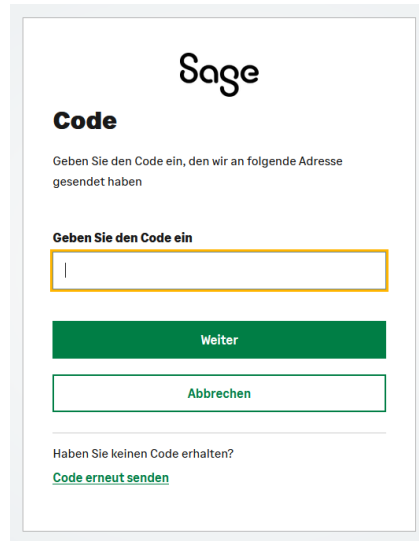 Sage
Code
Geben Sie den Code ein, den wir an folgende Adresse
gesendet haben
Geben Sie den Code ein
Weiter
Abbrechen
Haben Sie keinen Code erhalten?
Code erneut senden